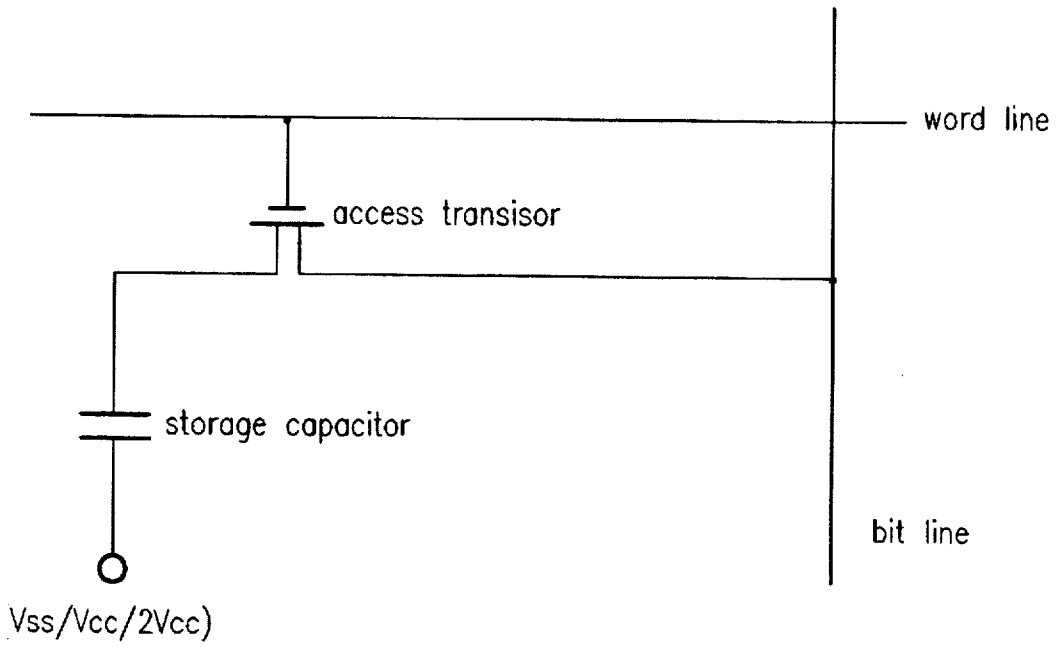 word line
access transisor
storage capacitor
bit line
Vss/Vcc/2Vcc)